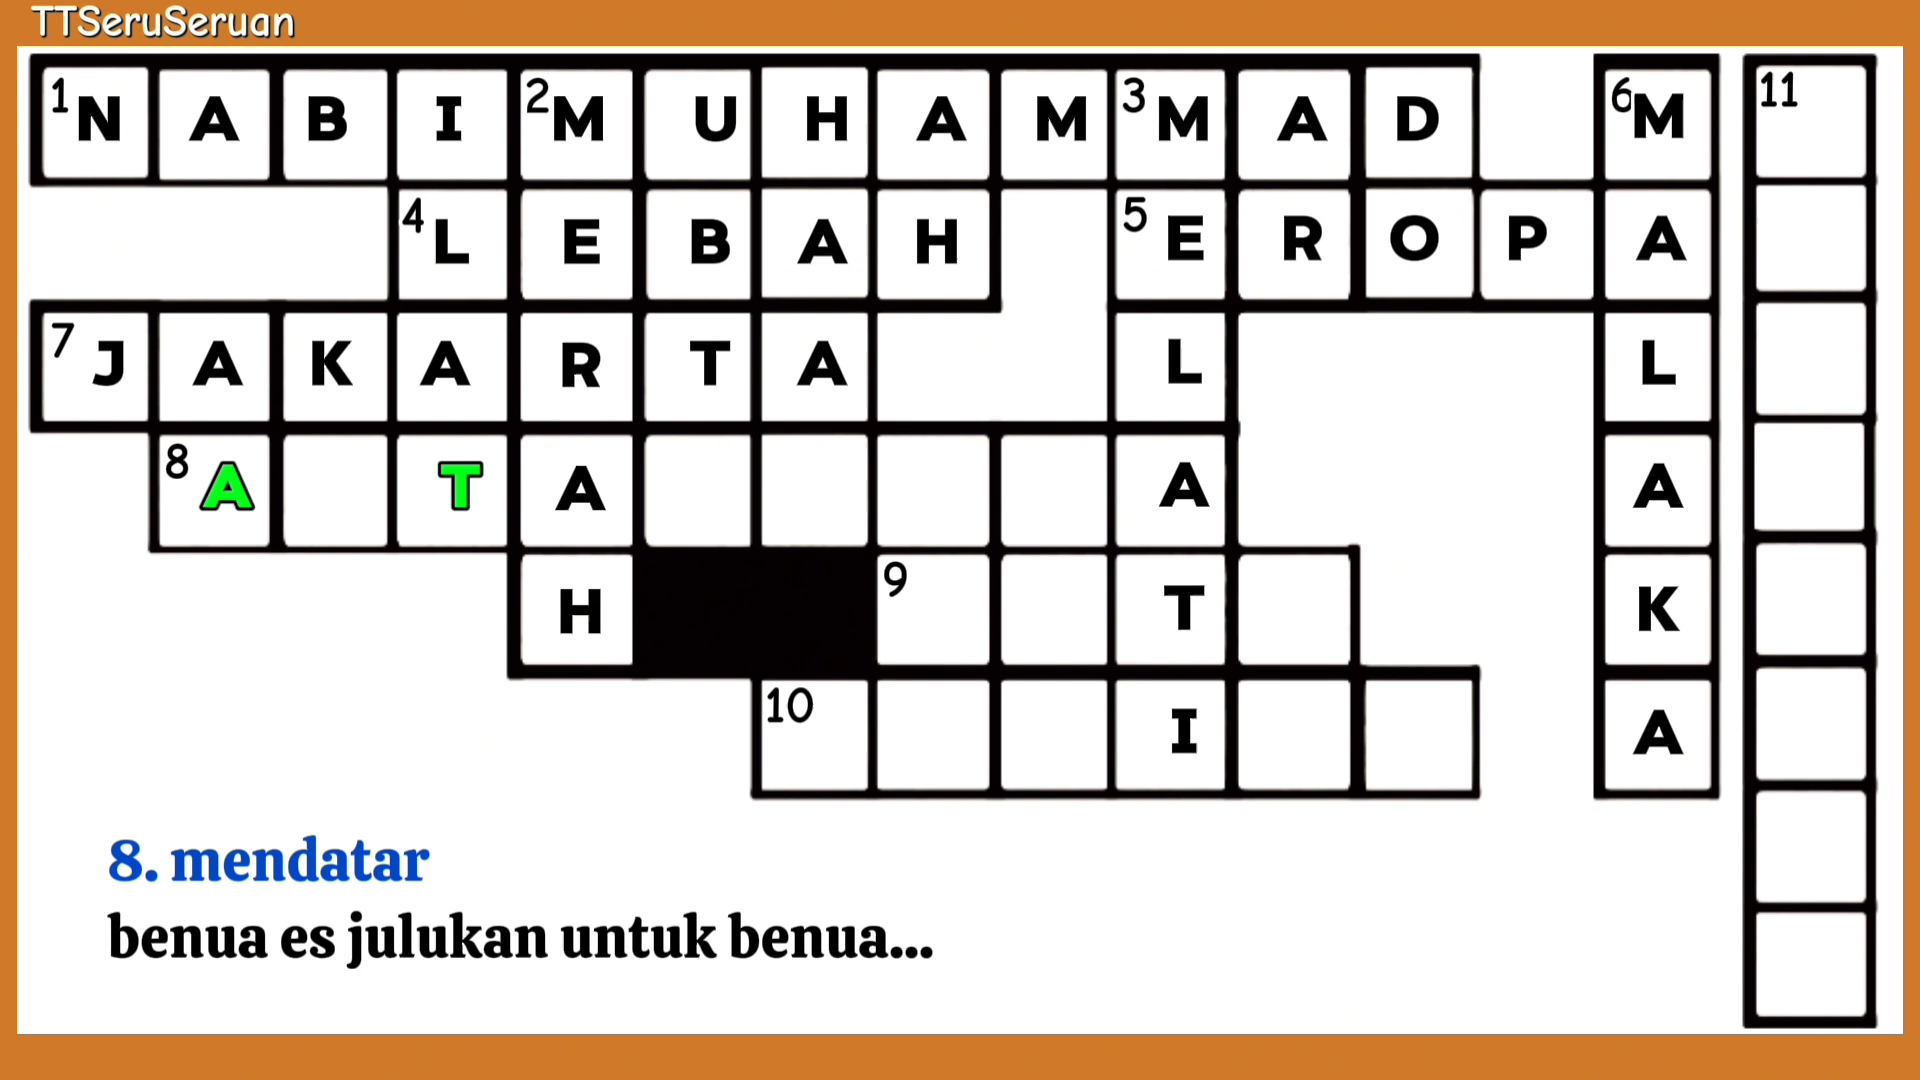 TTSeruSeruan
1 N A B I 2 M U H A M 3 M A D 6 M 11
4 L E B A H 5 E R O P A
7 J A K A R T A L L
8 A T A A A
H 9 T K
10 I A
8. mendatar
benua es julukan untuk benua...